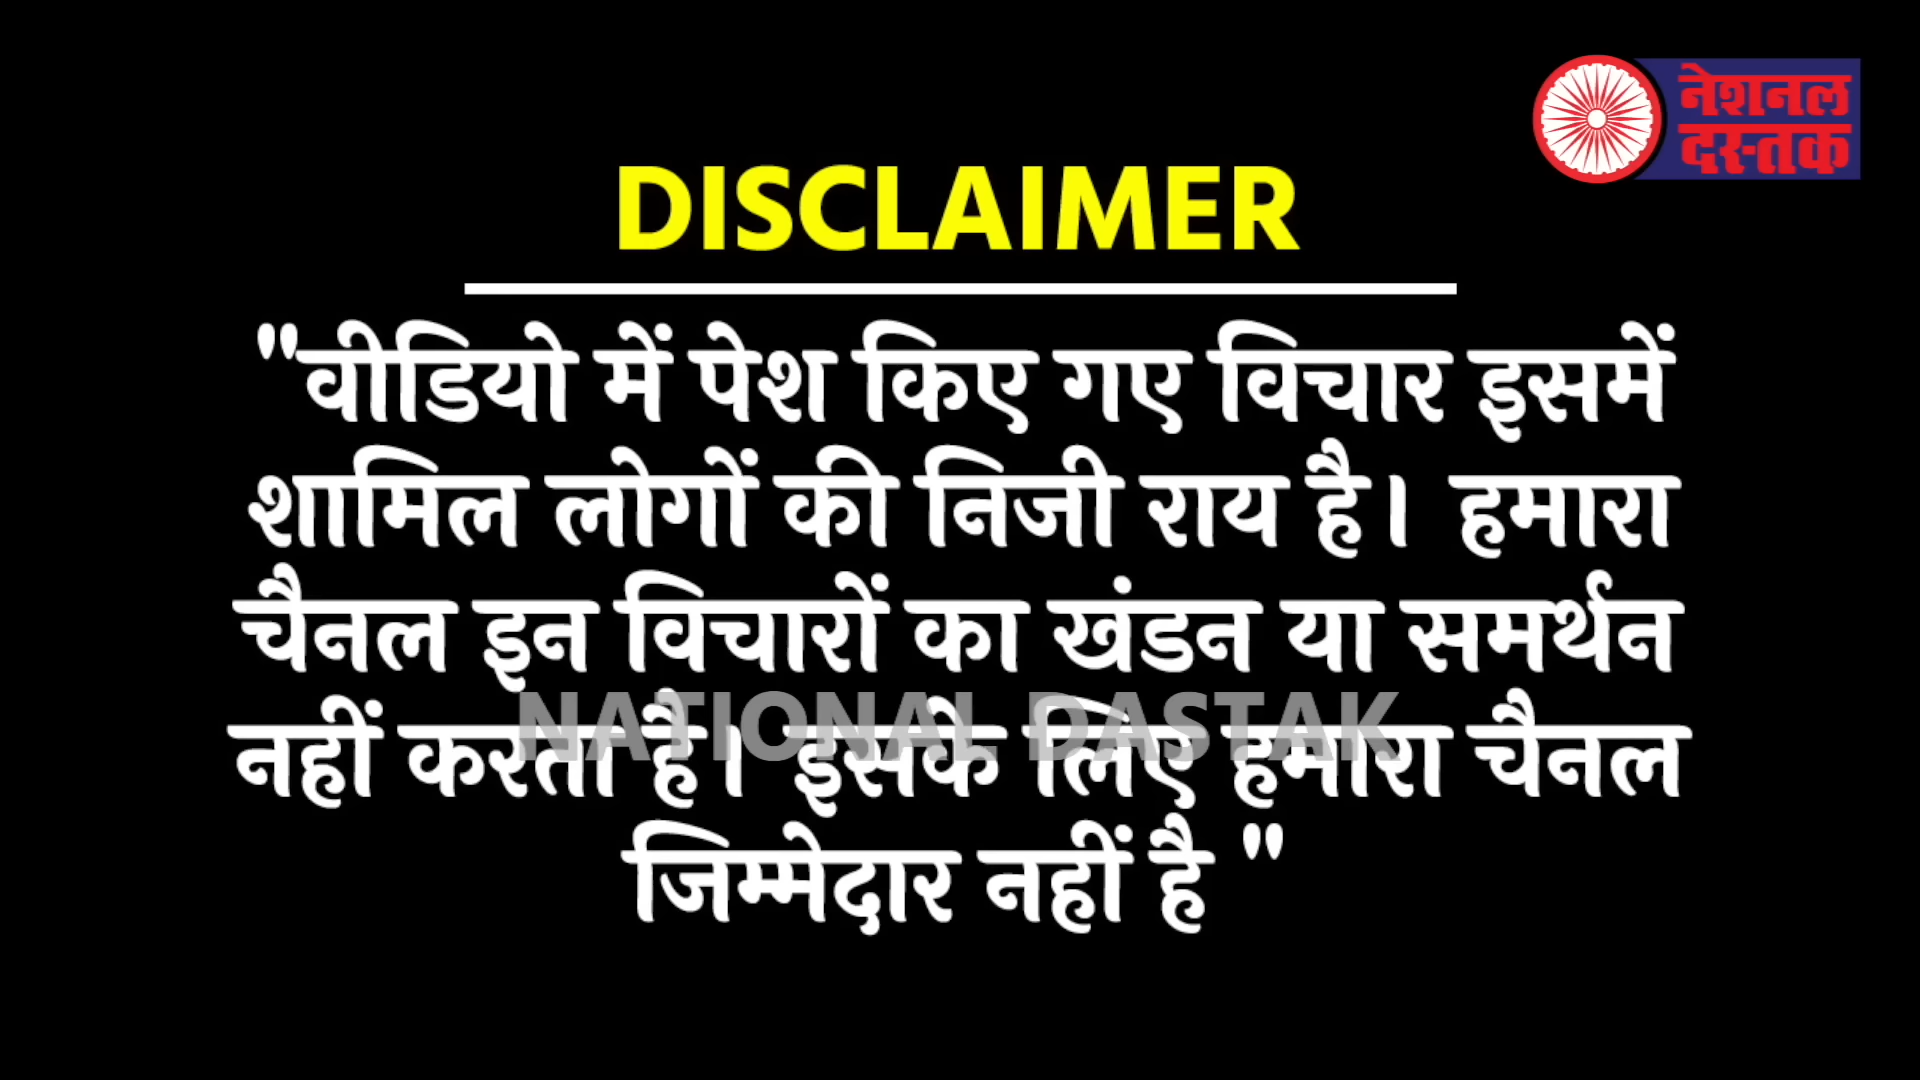 नेशनल
दस्तक
DISCLAIMER
"वीडियो में पेश किए गए विचार इसमें
शामिल लोगों की निजी राय है। हमारा
चैनल इन विचारों का खंडन या समर्थन
नहीं करता है। इसके लिए हमारा चैनल
जिम्मेदार नहीं है "
NATIONAL DASTAK